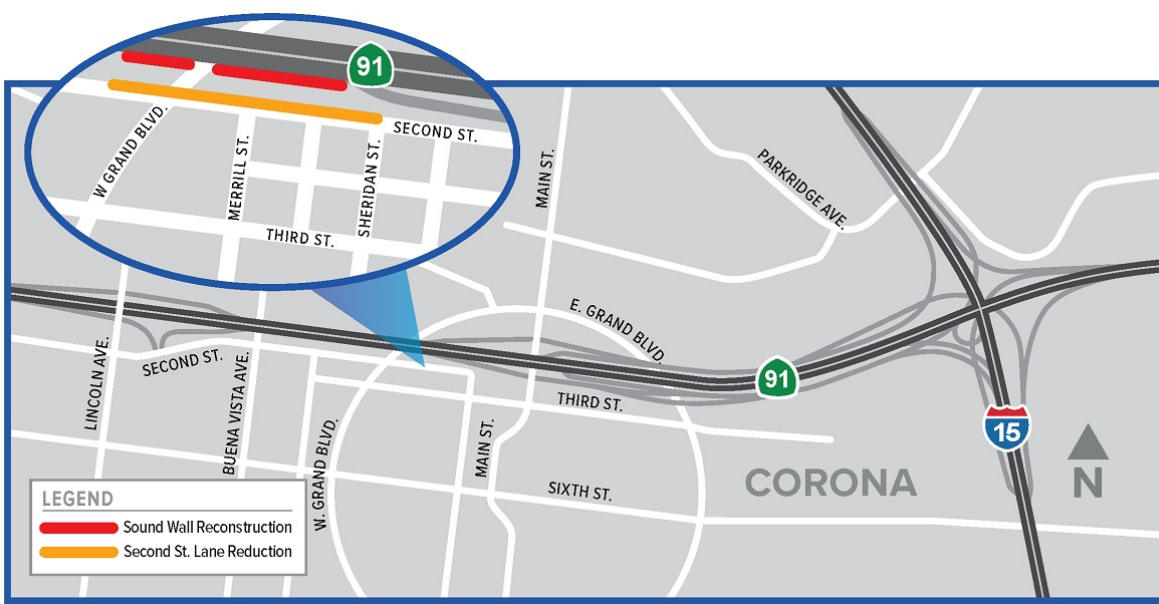 91
W GRAND BLVD.
MERRILL ST.
SHERIDAN ST.
SECOND ST.
THIRD ST.
MAIN ST.
PARKRIDGE AVE.
E. GRAND BLVD.
SECOND ST.
LINCOLN AVE.
BUENA VISTA AVE.
W. GRAND BLVD.
MAIN ST.
THIRD ST.
91
15
SIXTH ST.
CORONA
N
LEGEND
Sound Wall Reconstruction
Second St. Lane Reduction